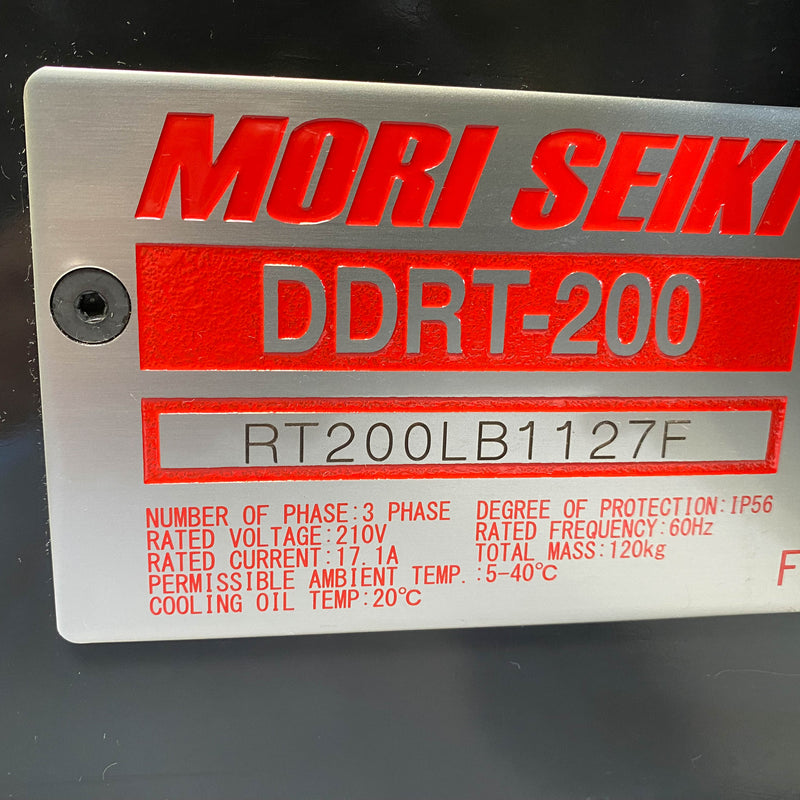 MORI SEIKI
DDRT-200
RT200LB1127F
NUMBER OF PHASE:3 PHASE DEGREE OF PROTECTION:IP56
RATED VOLTAGE:210V RATED FREQUENCY:60Hz
RATED CURRENT:17.1A TOTAL MASS:120kg
PERMISSIBLE AMBIENT TEMP.:5-40℃
COOLING OIL TEMP:20℃
F